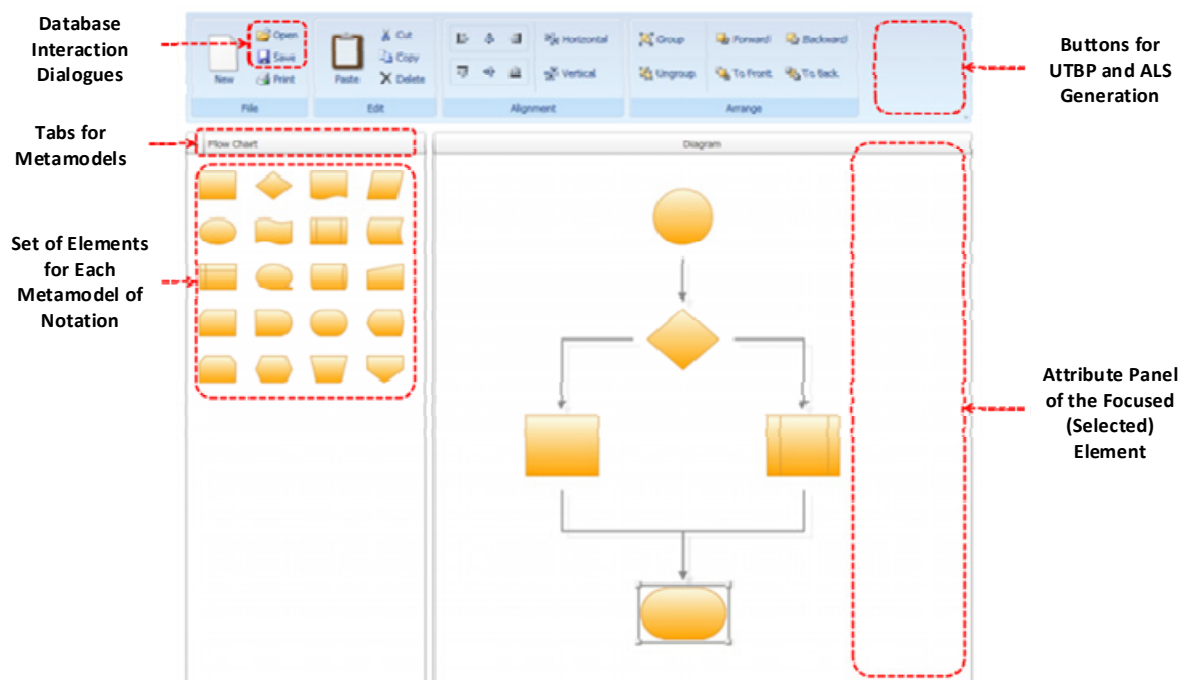 Database
Interaction
Dialogues
New
Open
Save
Print
File
Paste
Cut
Copy
Delete
Edit
Horizontal
Vertical
Alignment
Group
Ungroup
Forward
Backward
To Front
To Back
Arrange
Buttons for
UTBP and ALS
Generation
Tabs for
Metamodels
Flow Chart
Diagram
Set of Elements
for Each
Metamodel of
Notation
Attribute Panel
of the Focused
(Selected)
Element